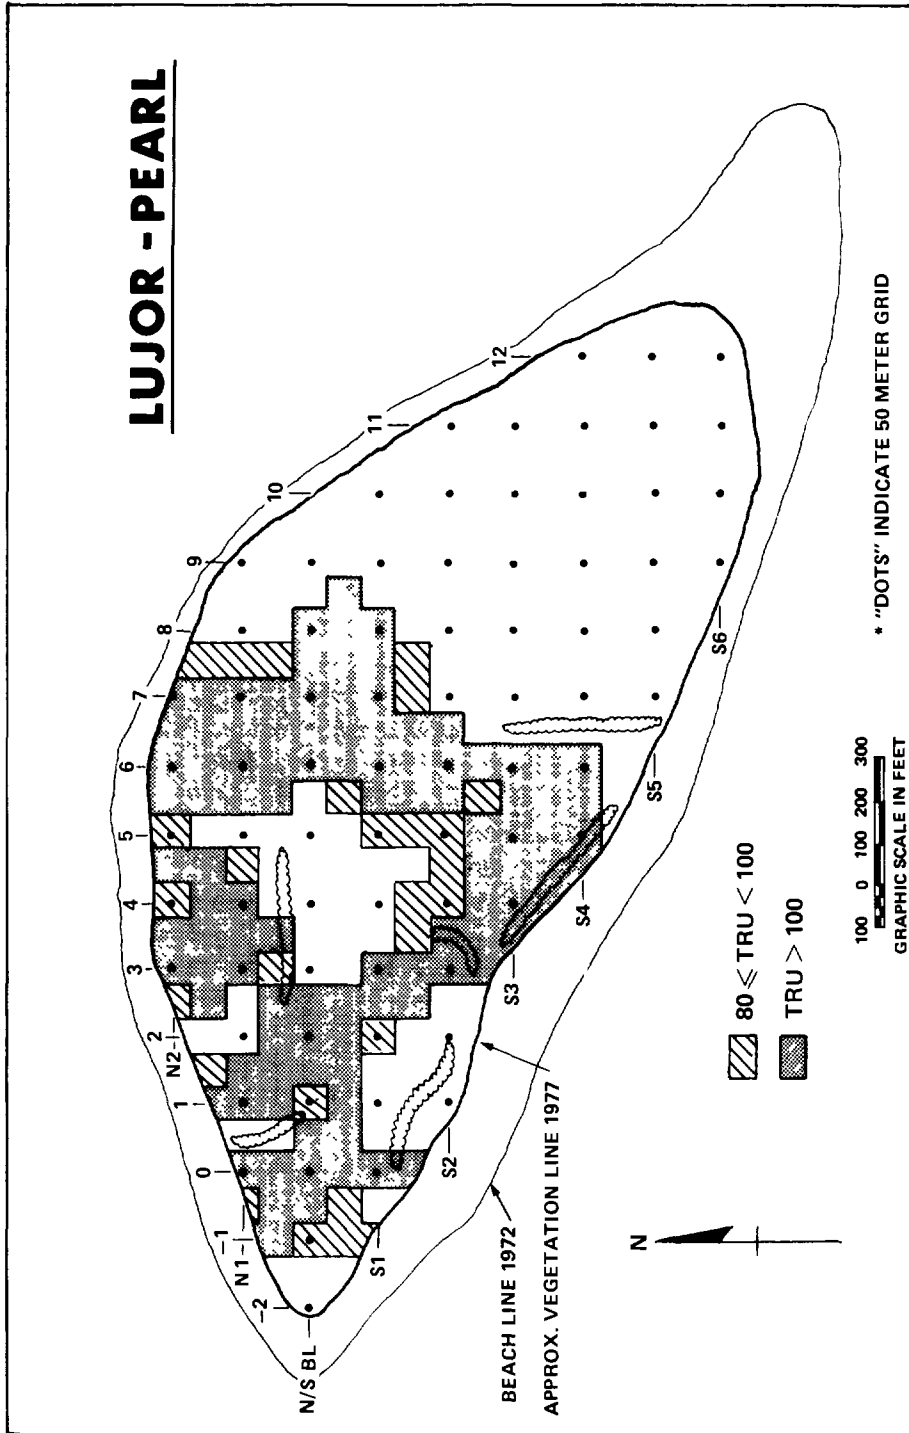 LUJOR - PEARL
-2
-1
0
1
2
3
4
5
6
7
8
9
10
11
12
N2
N1
N/S BL
S1
S2
S3
S4
S5
S6
BEACH LINE 1972
APPROX. VEGETATION LINE 1977
N
80 ⩽ TRU < 100
TRU > 100
100 0 100 200 300
GRAPHIC SCALE IN FEET
* "DOTS" INDICATE 50 METER GRID